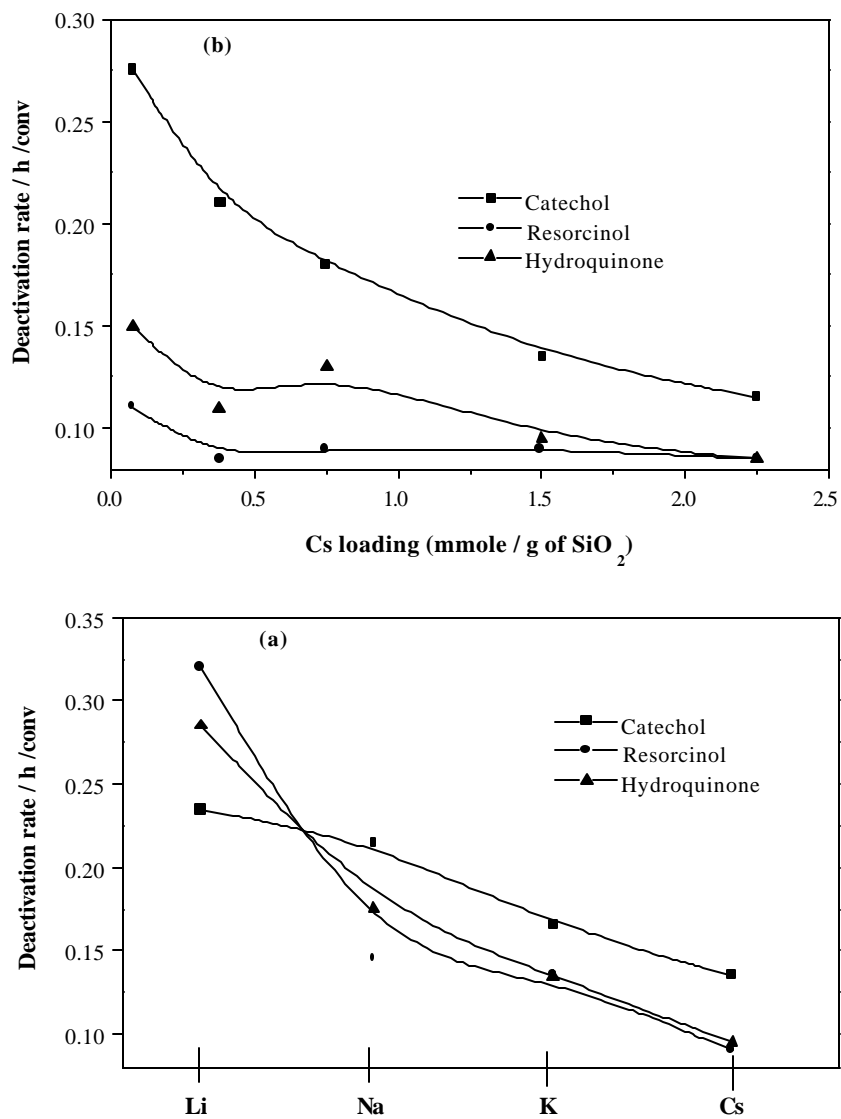 0.30
(b)
0.25
0.20
0.15
0.10
Deactivation rate / h /conv
Catechol
Resorcinol
Hydroquinone
0.0 0.5 1.0 1.5 2.0 2.5
Cs loading (mmole / g of SiO2)
0.35
(a)
0.30
0.25
0.20
0.15
0.10
Deactivation rate / h /conv
Catechol
Resorcinol
Hydroquinone
Li Na K Cs